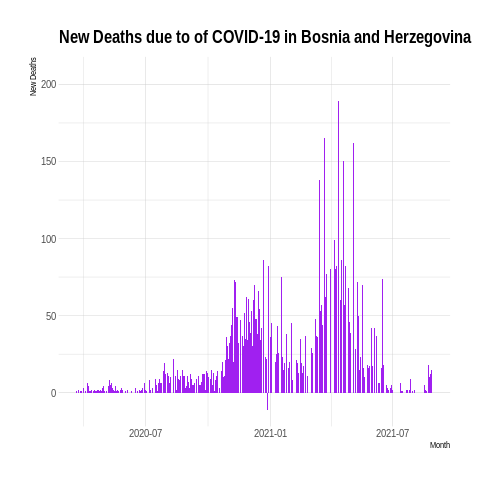 New Deaths due to of COVID-19 in Bosnia and Herzegovina
New Deaths
200
150
100
50
0
2020-07
2021-01
2021-07
Month